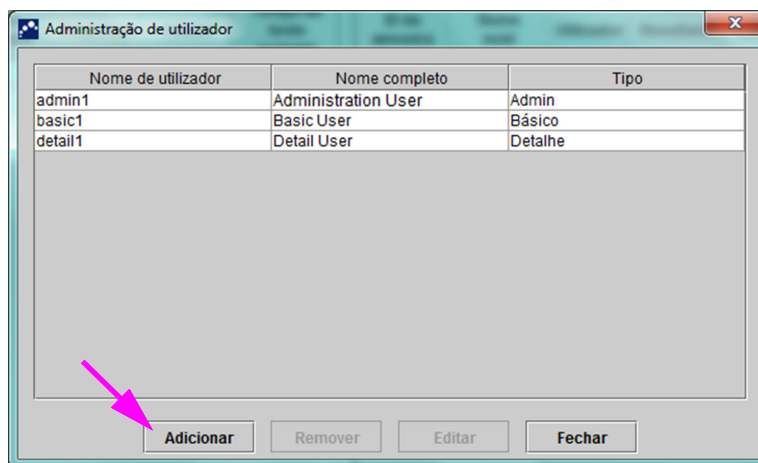 Administração de utilizador
Nome de utilizador Nome completo Tipo
admin1 Administration User Admin
basic1 Basic User Básico
detail1 Detail User Detalhe
Adicionar Remover Editar Fechar